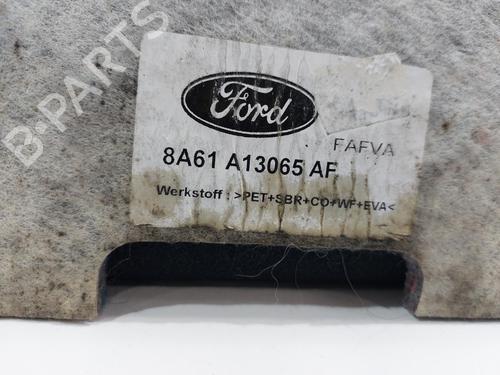 B-PARTS
Ford
FAFVA
8A61 A13065 AF
Werkstoff : >PET+SBR+CO+WF+EVA<